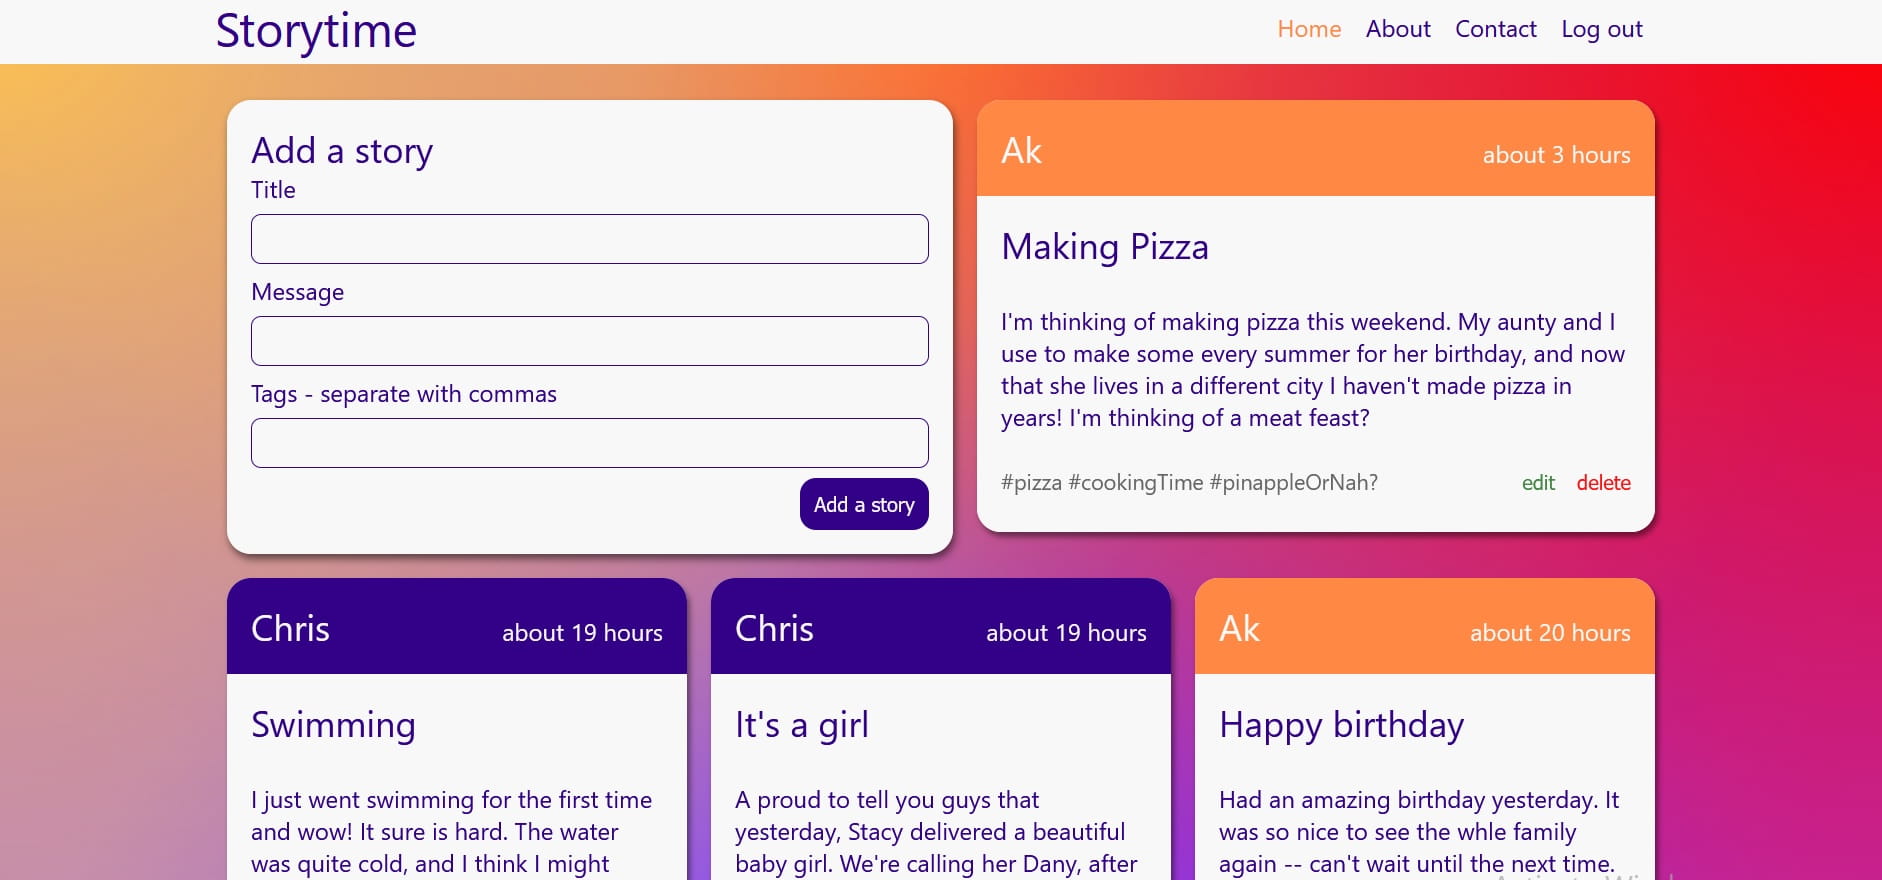 Storytime
Home About Contact Log out
Add a story
Title
Message
Tags - separate with commas
Add a story
Ak about 3 hours
Making Pizza
I'm thinking of making pizza this weekend. My aunty and I
use to make some every summer for her birthday, and now
that she lives in a different city I haven't made pizza in
years! I'm thinking of a meat feast?
#pizza #cookingTime #pinappleOrNah? edit delete
Chris about 19 hours
Swimming
I just went swimming for the first time
and wow! It sure is hard. The water
was quite cold, and I think I might
Chris about 19 hours
It's a girl
A proud to tell you guys that
yesterday, Stacy delivered a beautiful
baby girl. We're calling her Dany, after
Ak about 20 hours
Happy birthday
Had an amazing birthday yesterday. It
was so nice to see the whle family
again -- can't wait until the next time.